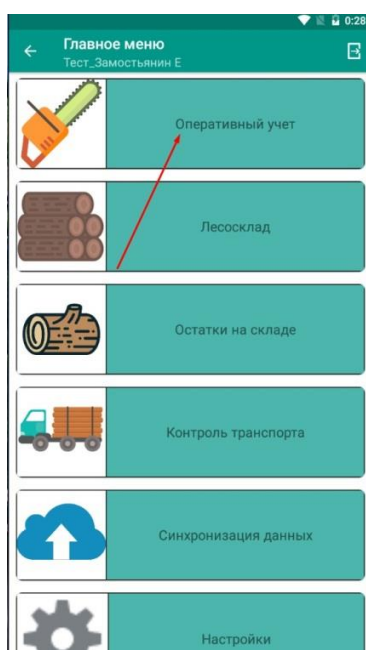 0:28
Главное меню
Тест_Замостьянин Е
Оперативный учет
Лесосклад
Остатки на складе
Контроль транспорта
Синхронизация данных
Настройки